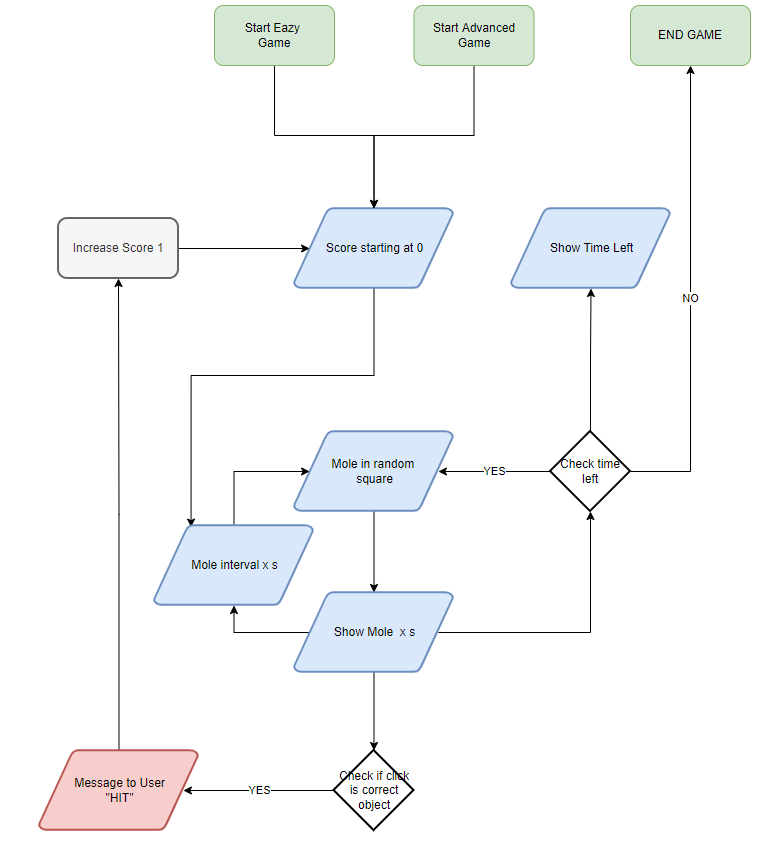 Start Eazy
Game
Start Advanced
Game
END GAME
Increase Score 1
Score starting at 0
Show Time Left
NO
Mole in random
square
YES
Check time
left
Mole interval x s
Show Mole  x s
Message to User
"HIT"
YES
Check if click
is correct
object